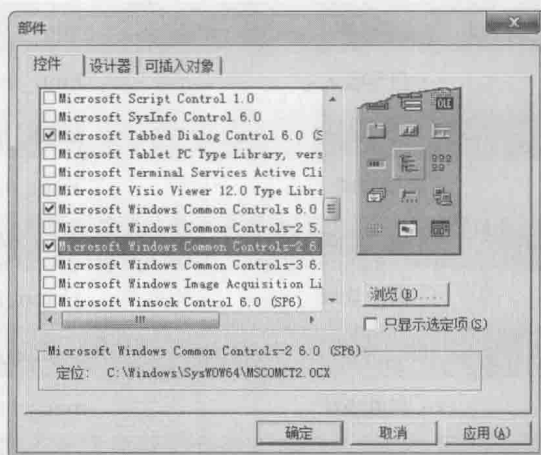 部件
控件
设计器
可插入对象
Microsoft Script Control 1.0
Microsoft SysInfo Control 6.0
Microsoft Tabbed Dialog Control 6.0 (S
Microsoft Tablet PC Type Library, vers
Microsoft Terminal Services Active Cli
Microsoft Visio Viewer 12.0 Type Libra
Microsoft Windows Common Controls 6.0
Microsoft Windows Common Controls-2 5.
Microsoft Windows Common Controls-2 6.
Microsoft Windows Common Controls-3 6.
Microsoft Windows Image Acquisition Li
Microsoft Winsock Control 6.0 (SP6)
OLE
浏览(B)...
只显示选定项(S)
Microsoft Windows Common Controls-2 6.0 (SP6)
定位: C:\Windows\SysWOW64\MSCOMCT2.OCX
确定
取消
应用(A)